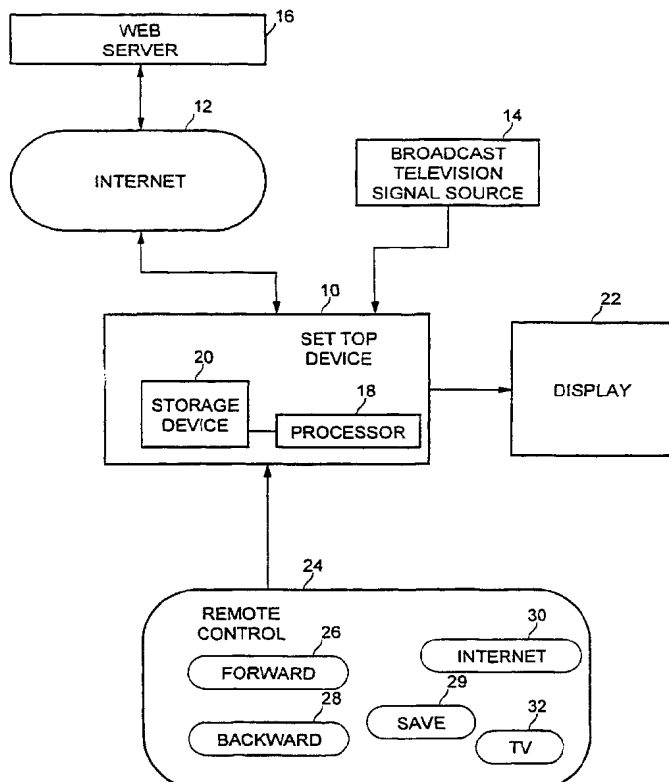 WEB
SERVER
16
12
INTERNET
14
BROADCAST
TELEVISION
SIGNAL SOURCE
10
SET TOP
DEVICE
20
STORAGE
DEVICE
18
PROCESSOR
22
DISPLAY
24
REMOTE
CONTROL
26
FORWARD
30
INTERNET
28
BACKWARD
29
SAVE
32
TV